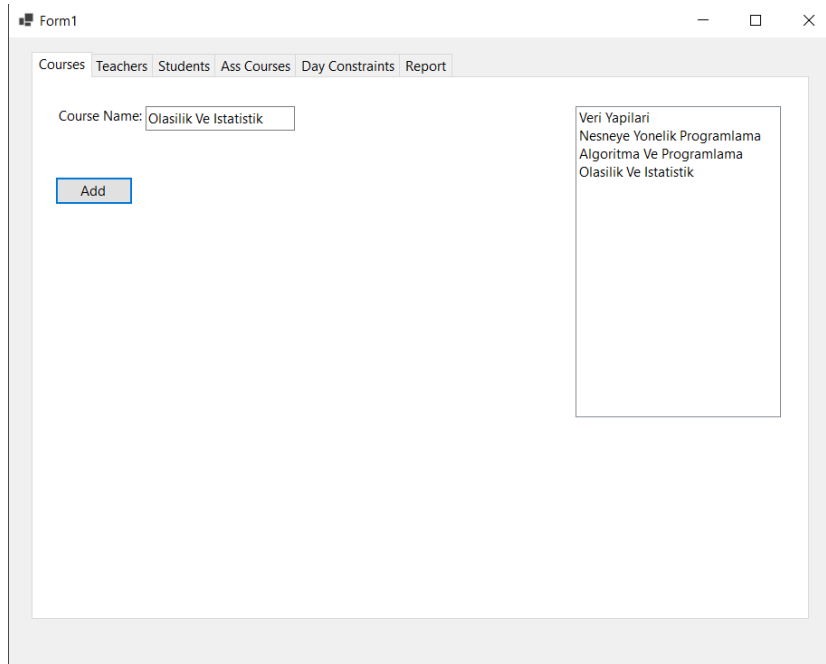 Form1
Courses Teachers Students Ass Courses Day Constraints Report
Course Name: Olasilik Ve Istatistik
Add
Veri Yapilari
Nesneye Yonelik Programlama
Algoritma Ve Programlama
Olasilik Ve Istatistik